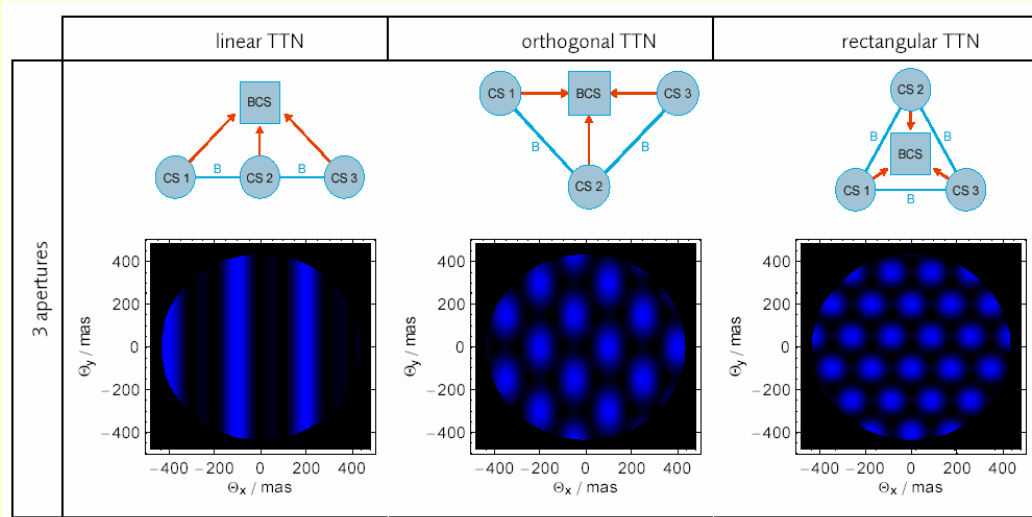 linear TTN
orthogonal TTN
rectangular TTN
3 apertures
BCS
CS 1
B
CS 2
B
CS 3
CS 1
BCS
CS 3
B
B
CS 2
CS 2
B
BCS
B
CS 1
B
CS 3
400
200
0
−200
−400
Θy / mas
−400 −200 0 200 400
Θx / mas
400
200
0
−200
−400
Θy / mas
−400 −200 0 200 400
Θx / mas
400
200
0
−200
−400
Θy / mas
−400 −200 0 200 400
Θx / mas